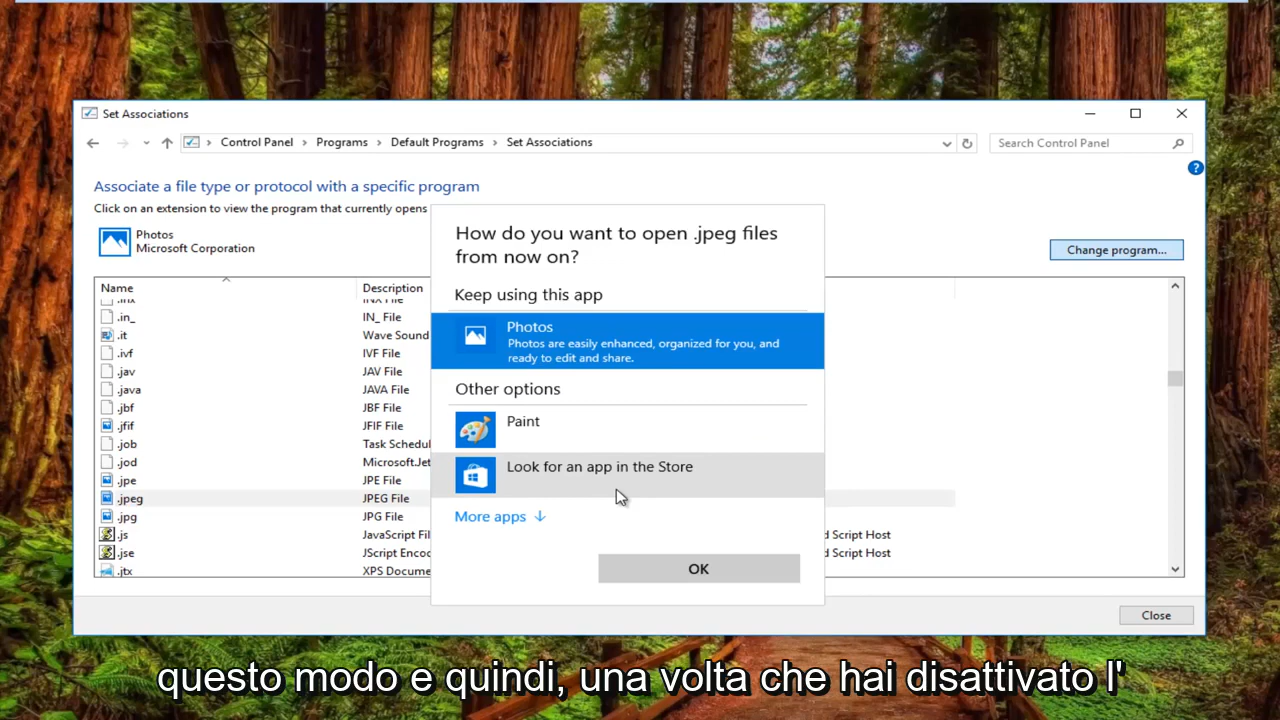 Set Associations
Control Panel > Programs > Default Programs > Set Associations
Search Control Panel
?
Associate a file type or protocol with a specific program
Click on an extension to view the program that currently opens
Photos
Microsoft Corporation
Change program...
Name Description
.inx INX File
.in_ IN_ File
.it Wave Sound
.ivf IVF File
.jav JAV File
.java JAVA File
.jbf JBF File
.jfif JFIF File
.job Task Schedul
.jod Microsoft.Jet
.jpe JPE File
.jpeg JPEG File
.jpg JPG File
.js JavaScript Fil d Script Host
.jse JScript Encoc d Script Host
.jtx XPS Docume
How do you want to open .jpeg files
from now on?
Keep using this app
Photos
Photos are easily enhanced, organized for you, and
ready to edit and share.
Other options
Paint
Look for an app in the Store
More apps
OK
Close
questo modo e quindi, una volta che hai disattivato l'